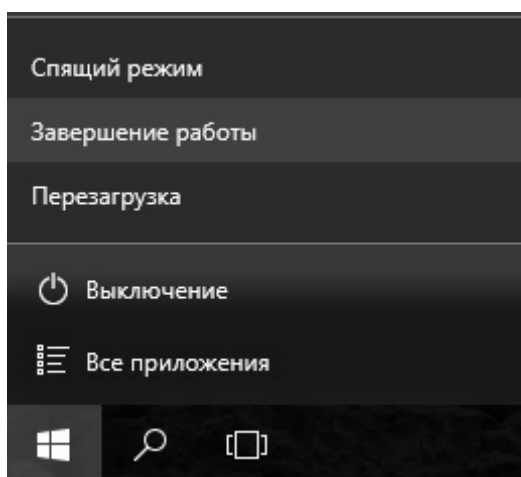 Спящий режим
Завершение работы
Перезагрузка
Выключение
Все приложения